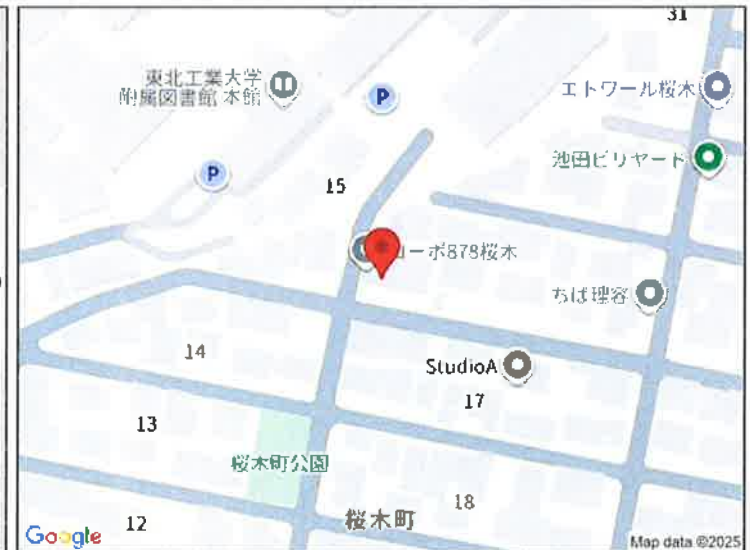 31
東北工業大学
附属図書館 本館
P
エトワール桜木
池田ビリヤード
P
15
ーポ878桜木
ちば理容
14
StudioA
17
13
桜木町公園
18
桜木町
12
Google
Map data ©2025